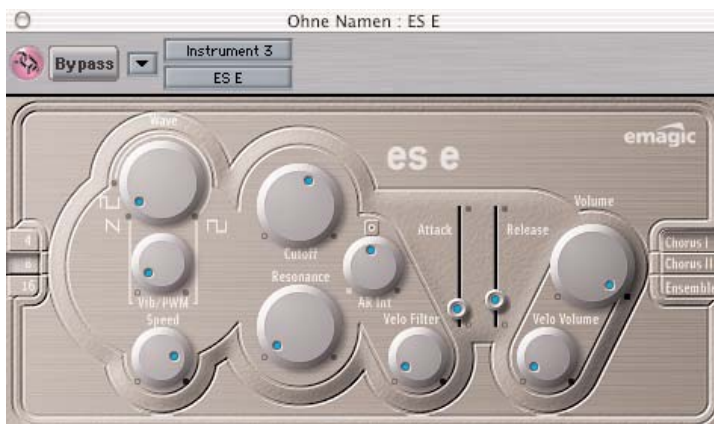 Ohne Namen : ES E
Bypass
Instrument 3
ES E
Wave
es e
emagic
Volume
4
8
16
Cutoff
Attack
Release
Chorus I
Chorus II
Ensemble
Vib/PWM
Resonance
AR Int
Speed
Velo Filter
Velo Volume